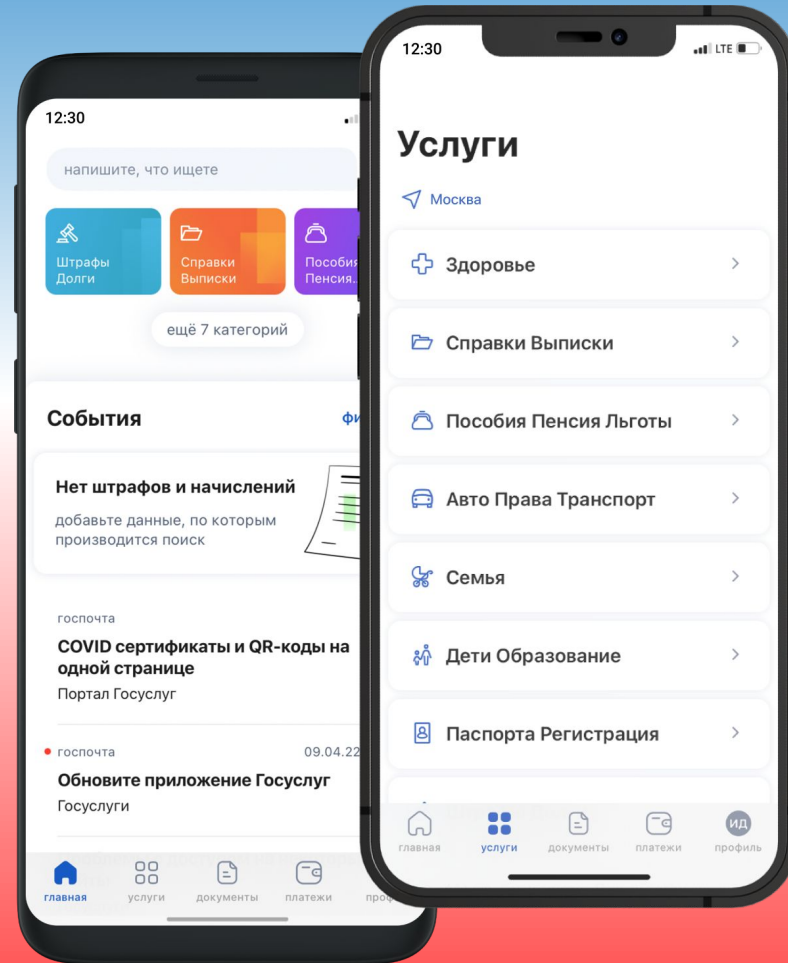 12:30
напишите, что ищете
Штрафы
Долги
Справки
Выписки
Пособия
Пенсия...
ещё 7 категорий
События
Нет штрафов и начислений
добавьте данные, по которым
производится поиск
госпочта
COVID сертификаты и QR-коды на
одной странице
Портал Госуслуг
госпочта 09.04.22
Обновите приложение Госуслуг
Госуслуги
главная услуги документы платежи
12:30 LTE
Услуги
Москва
Здоровье
Справки Выписки
Пособия Пенсия Льготы
Авто Права Транспорт
Семья
Дети Образование
Паспорта Регистрация
ИД
главная услуги документы платежи профиль